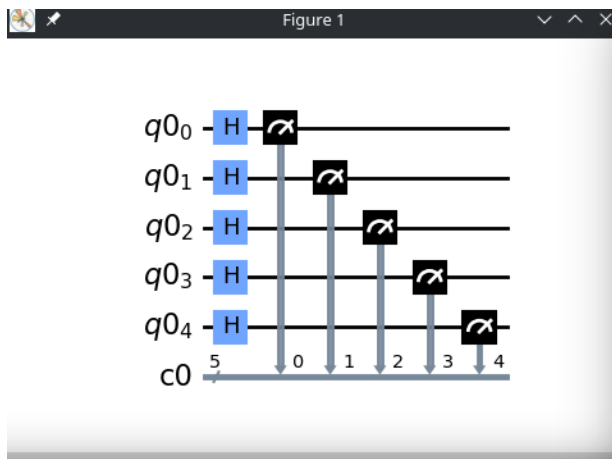 Figure 1
q0₀ H
q0₁ H
q0₂ H
q0₃ H
q0₄ H
5 0 1 2 3 4
c0